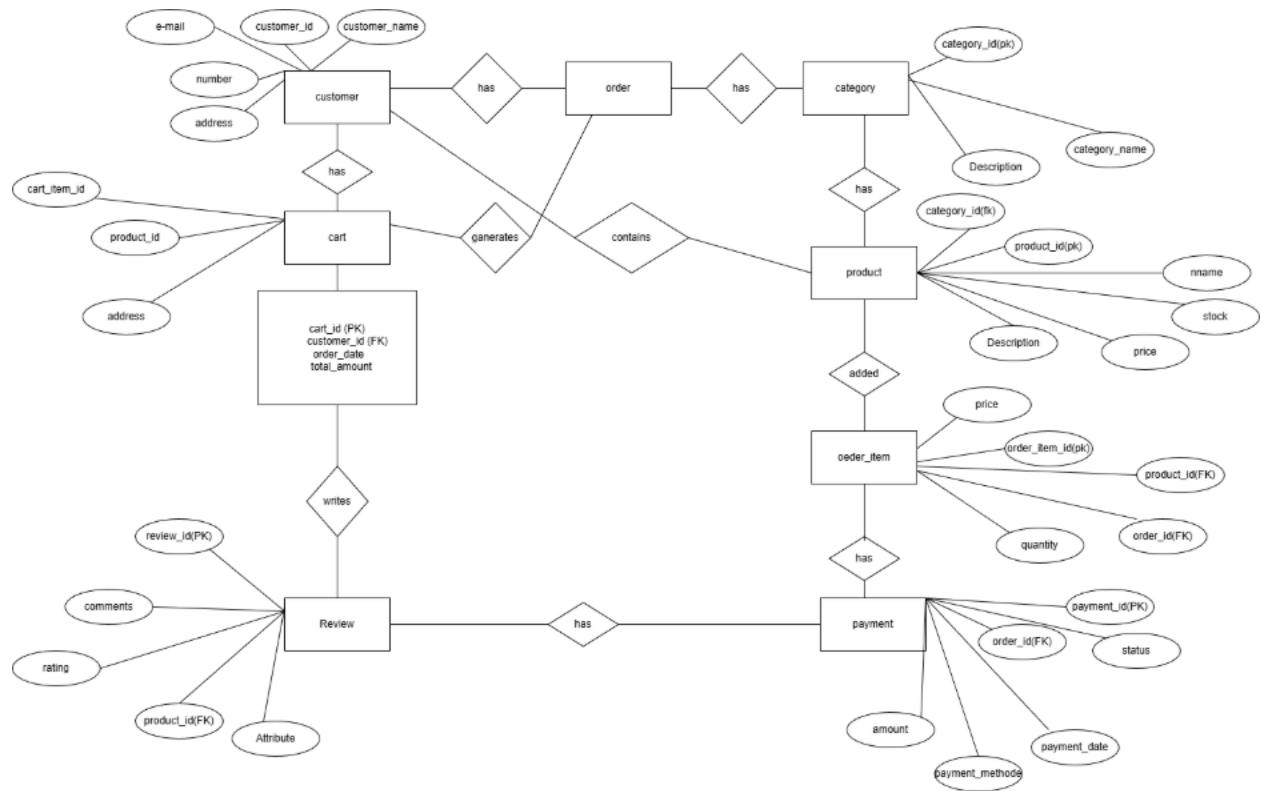 e-mail
customer_id
customer_name
category_id(pk)
number
customer
has
order
has
category
address
category_name
Description
has
has
cart_item_id
category_id(fk)
product_id
cart
ganerates
contains
product_id(pk)
product
nname
address
stock
Description
price
cart_id (PK)
customer_id (FK)
order_date
total_amount
added
price
order_item_id(pk)
oeder_item
product_id(FK)
writes
review_id(PK)
order_id(FK)
quantity
has
comments
payment_id(PK)
Review
has
payment
order_id(FK)
status
rating
product_id(FK)
Attribute
amount
payment_date
payment_methode